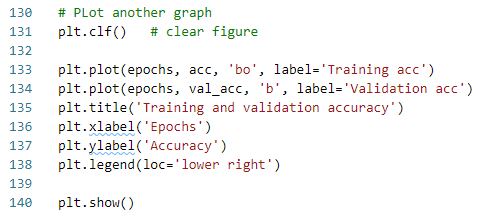 130 # PLot another graph
131 plt.clf() # clear figure
132
133 plt.plot(epochs, acc, 'bo', label='Training acc')
134 plt.plot(epochs, val_acc, 'b', label='Validation acc')
135 plt.title('Training and validation accuracy')
136 plt.xlabel('Epochs')
137 plt.ylabel('Accuracy')
138 plt.legend(loc='lower right')
139
140 plt.show()